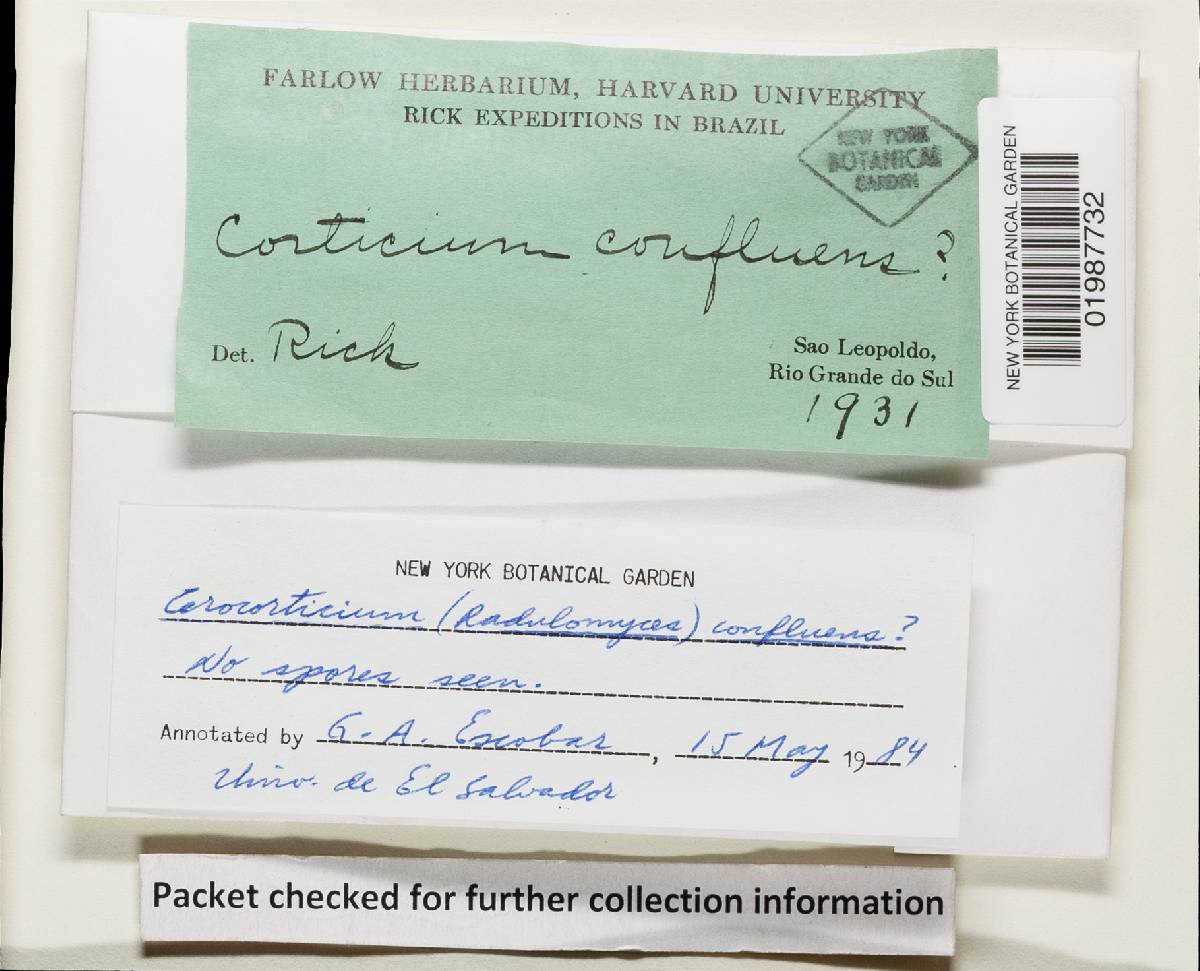 FARLOW HERBARIUM, HARVARD UNIVERSITY
RICK EXPEDITIONS IN BRAZIL
NEW YORK
BOTANICAL
GARDEN
Corticium confluens?
Det. Rick
Sao Leopoldo,
Rio Grande do Sul
1931
NEW YORK BOTANICAL GARDEN
01987732
NEW YORK BOTANICAL GARDEN
Cerocorticium (Radulomyces) confluens?
No spores seen.
Annotated by G. A. Escobar, 15 May 1984
Univ. de El Salvador
Packet checked for further collection information